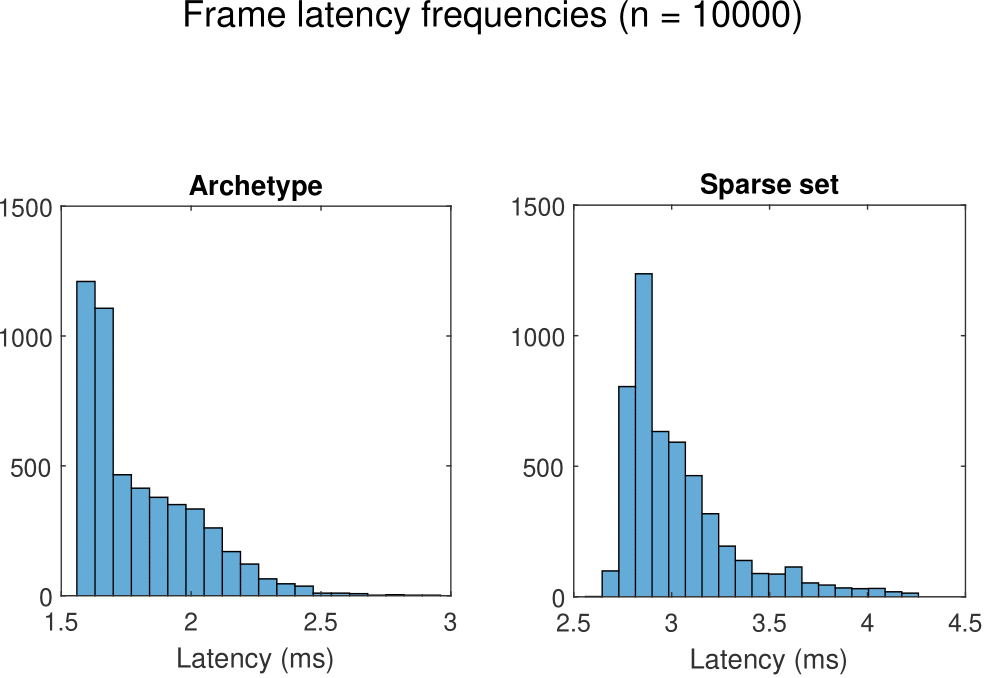 Frame latency frequencies (n = 10000)
Archetype
1500
1000
500
0
1.5 2 2.5 3
Latency (ms)
Sparse set
1500
1000
500
0
2.5 3 3.5 4 4.5
Latency (ms)